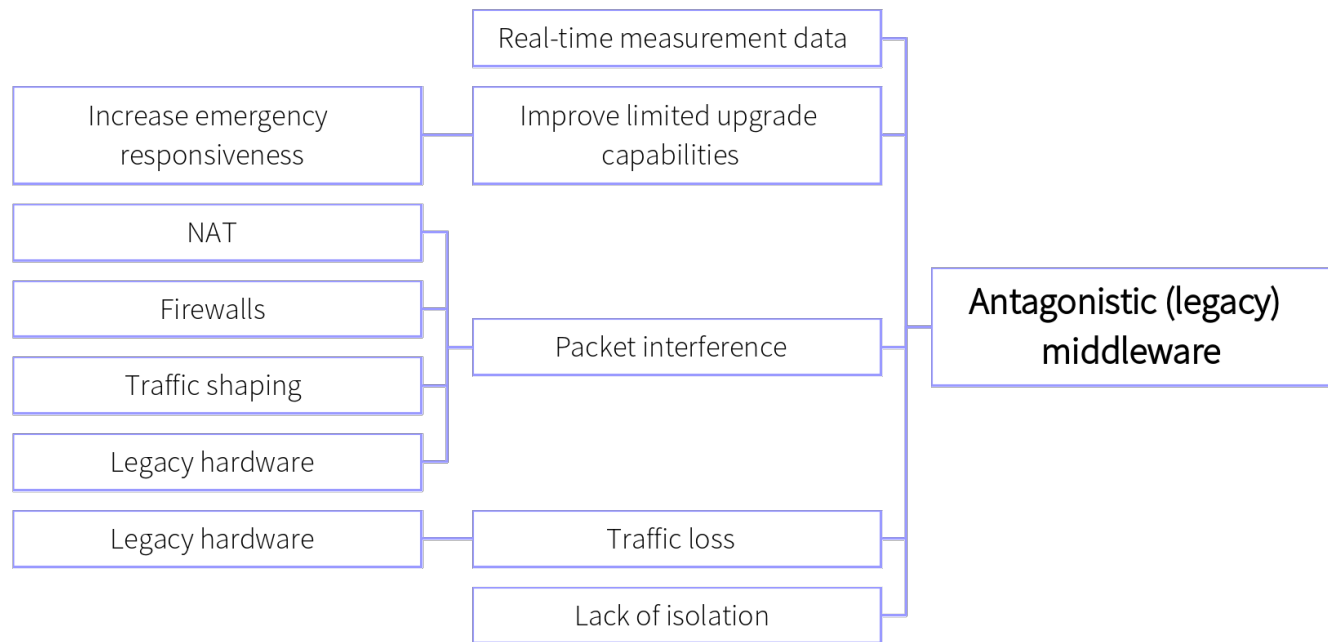 Real-time measurement data
Increase emergency
responsiveness
Improve limited upgrade
capabilities
NAT
Firewalls
Traffic shaping
Legacy hardware
Packet interference
Antagonistic (legacy)
middleware
Legacy hardware
Traffic loss
Lack of isolation